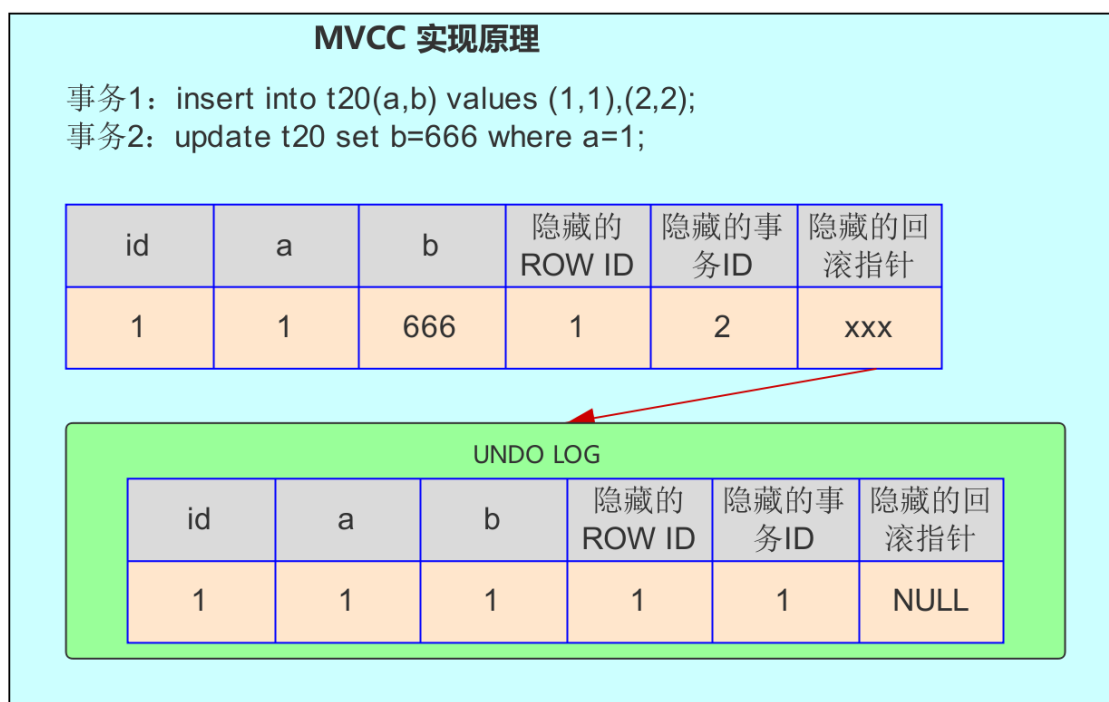 MVCC 实现原理
事务1：insert into t20(a,b) values (1,1),(2,2);
事务2：update t20 set b=666 where a=1;
id a b 隐藏的 隐藏的事 隐藏的回
ROW ID 务ID 滚指针
1 1 666 1 2 xxx
UNDO LOG
id a b 隐藏的 隐藏的事 隐藏的回
ROW ID 务ID 滚指针
1 1 1 1 1 NULL